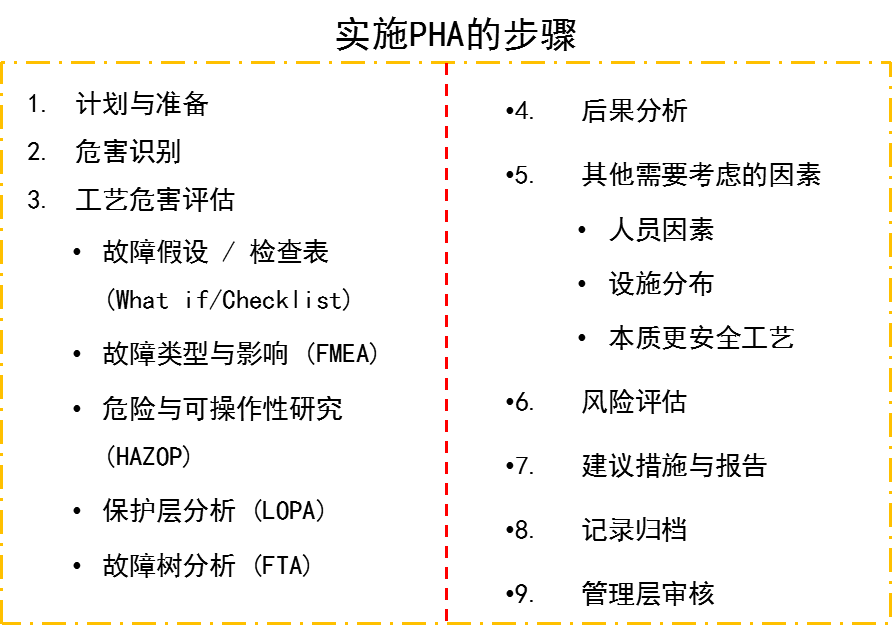 实施PHA的步骤
1. 计划与准备
2. 危害识别
3. 工艺危害评估
• 故障假设 / 检查表
(What if/Checklist)
• 故障类型与影响 (FMEA)
• 危险与可操作性研究
(HAZOP)
• 保护层分析 (LOPA)
• 故障树分析 (FTA)
•4. 后果分析
•5. 其他需要考虑的因素
• 人员因素
• 设施分布
• 本质更安全工艺
•6. 风险评估
•7. 建议措施与报告
•8. 记录归档
•9. 管理层审核